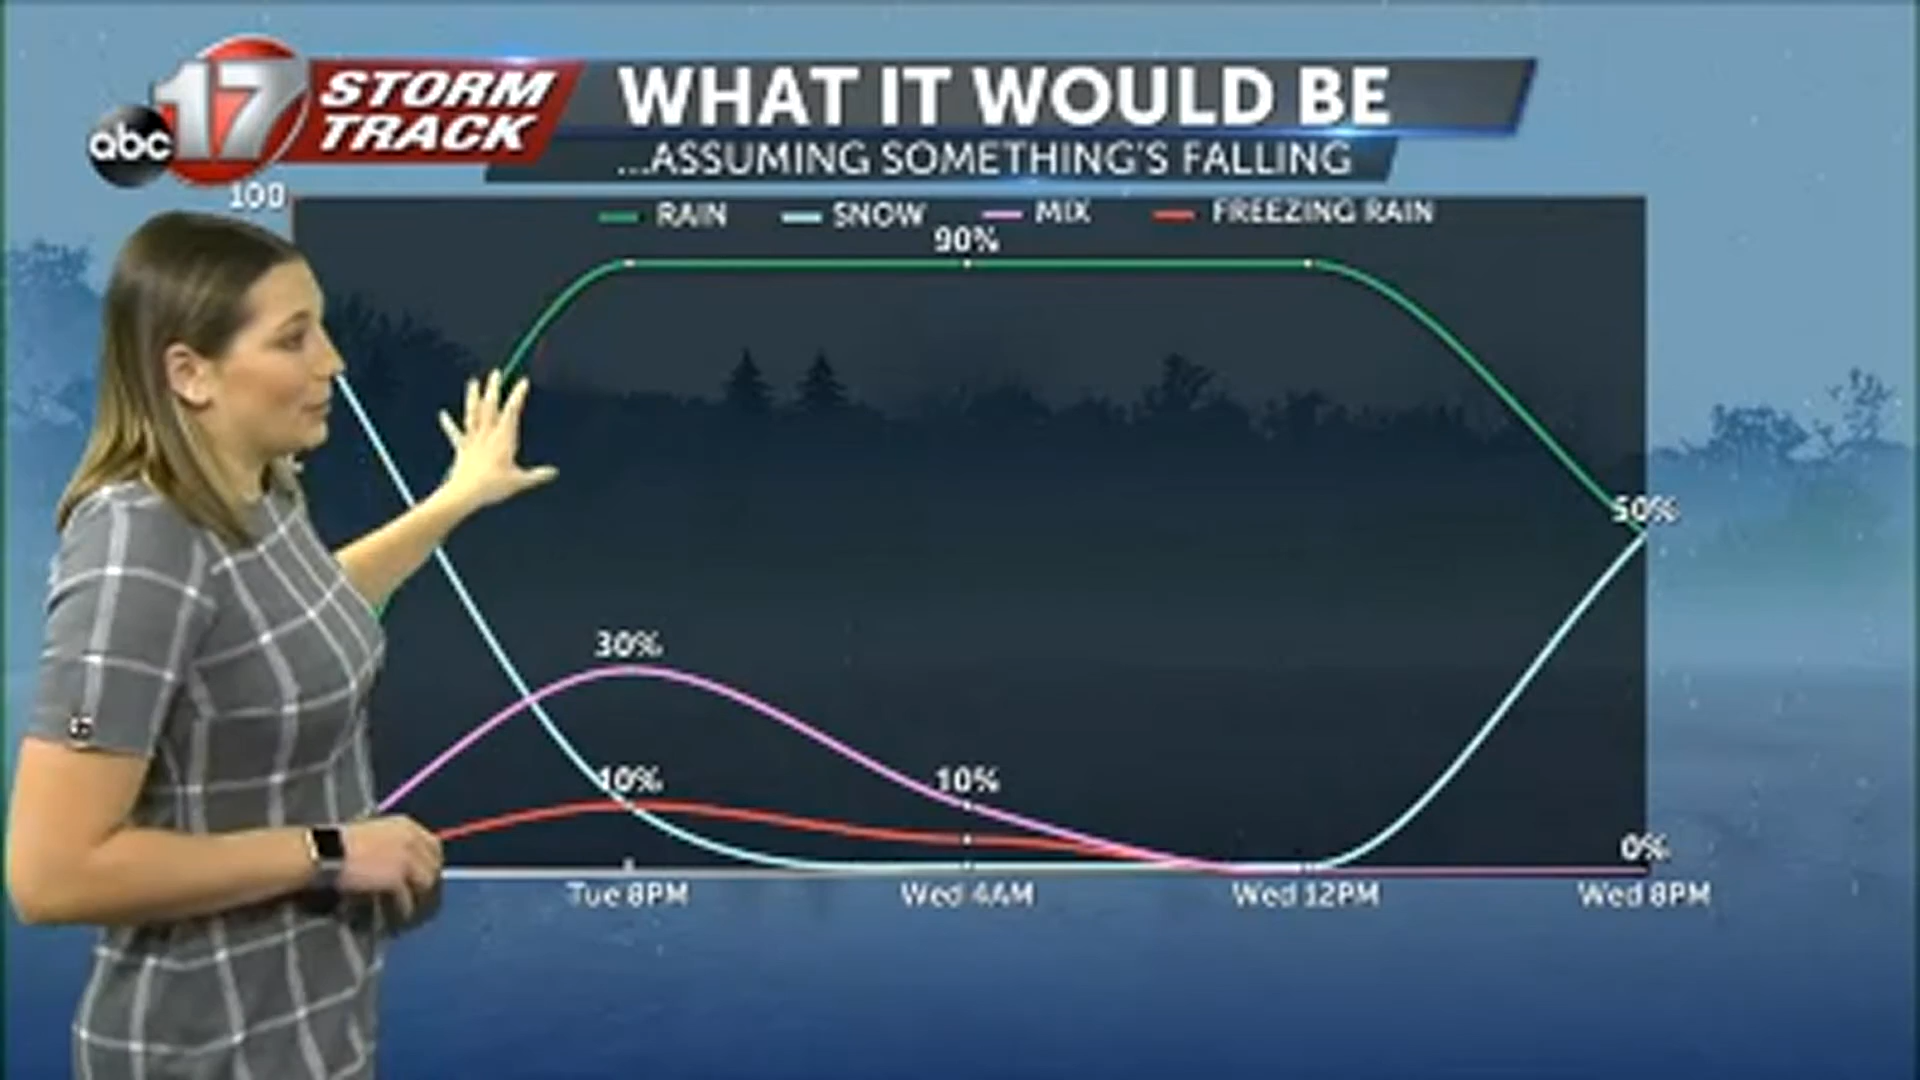 abc 17 STORM TRACK
WHAT IT WOULD BE
...ASSUMING SOMETHING'S FALLING
100
RAIN SNOW MIX FREEZING RAIN
90%
50%
30%
10% 10%
0%
Tue 8PM Wed 4AM Wed 12PM Wed 8PM